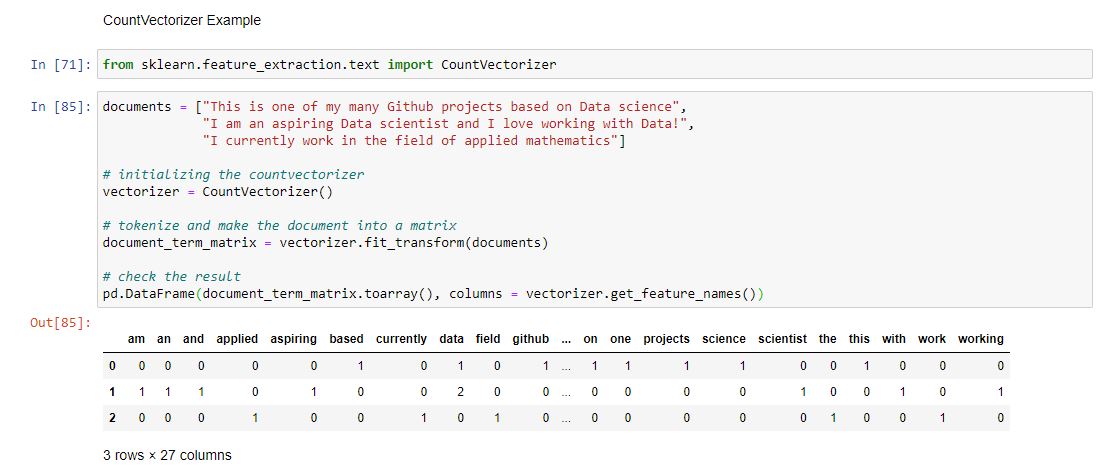 CountVectorizer Example
In [71]: from sklearn.feature_extraction.text import CountVectorizer
In [85]: documents = ["This is one of my many Github projects based on Data science",
"I am an aspiring Data scientist and I love working with Data!",
"I currently work in the field of applied mathematics"]
# initializing the countvectorizer
vectorizer = CountVectorizer()
# tokenize and make the document into a matrix
document_term_matrix = vectorizer.fit_transform(documents)
# check the result
pd.DataFrame(document_term_matrix.toarray(), columns = vectorizer.get_feature_names())
Out[85]:
am an and applied aspiring based currently data field github ... on one projects science scientist the this with work working
0 0 0 0 0 0 1 0 1 0 1 ... 1 1 1 1 0 0 1 0 0 0
1 1 1 1 0 1 0 0 2 0 0 ... 0 0 0 0 1 0 0 1 0 1
2 0 0 0 1 0 0 1 0 1 0 ... 0 0 0 0 0 1 0 0 1 0
3 rows × 27 columns